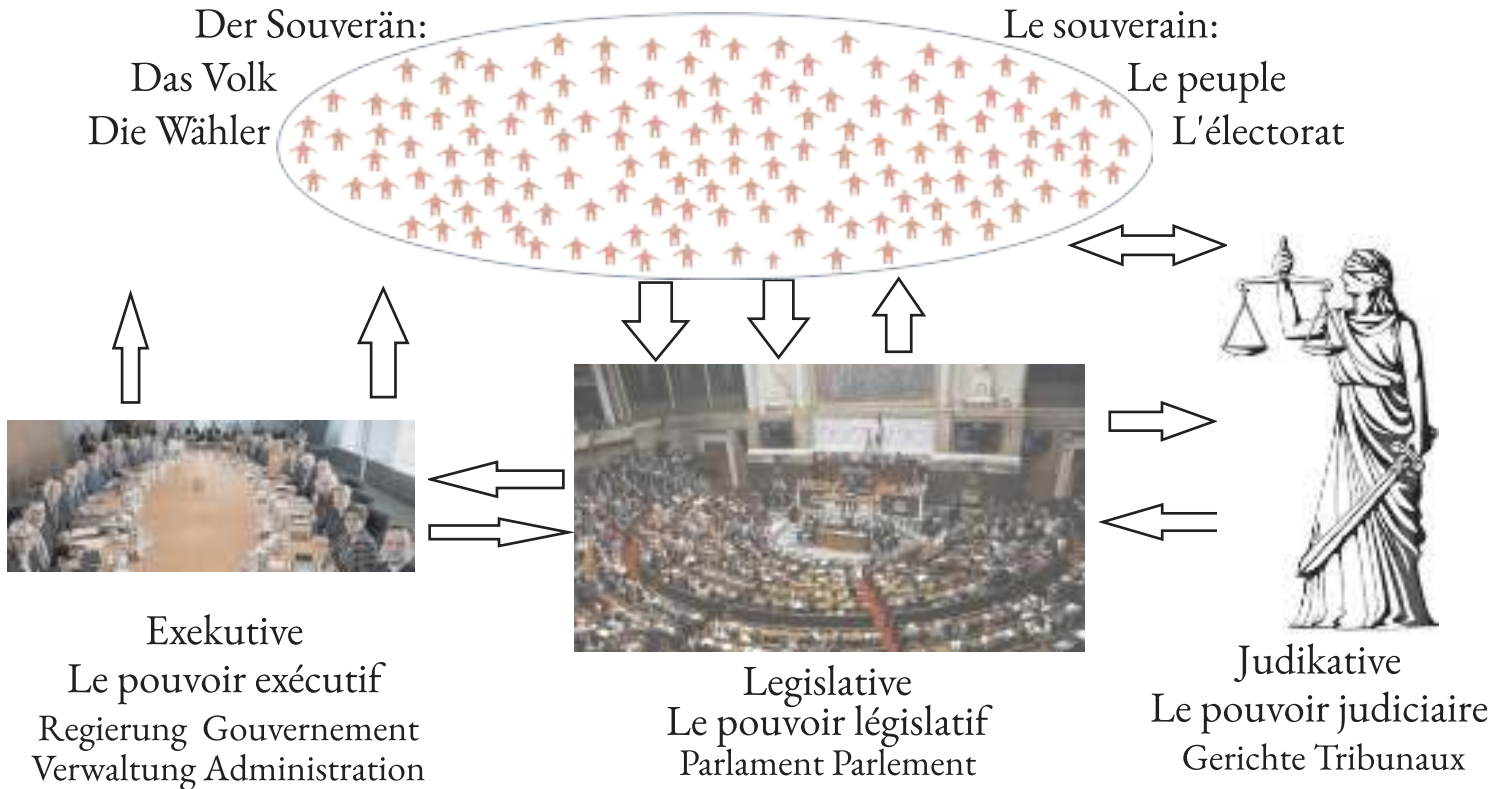 Der Souverän:
Das Volk
Die Wähler
Le souverain:
Le peuple
L'électorat
Exekutive
Le pouvoir exécutif
Regierung Gouvernement
Verwaltung Administration
Legislative
Le pouvoir législatif
Parlament Parlement
Judikative
Le pouvoir judiciaire
Gerichte Tribunaux